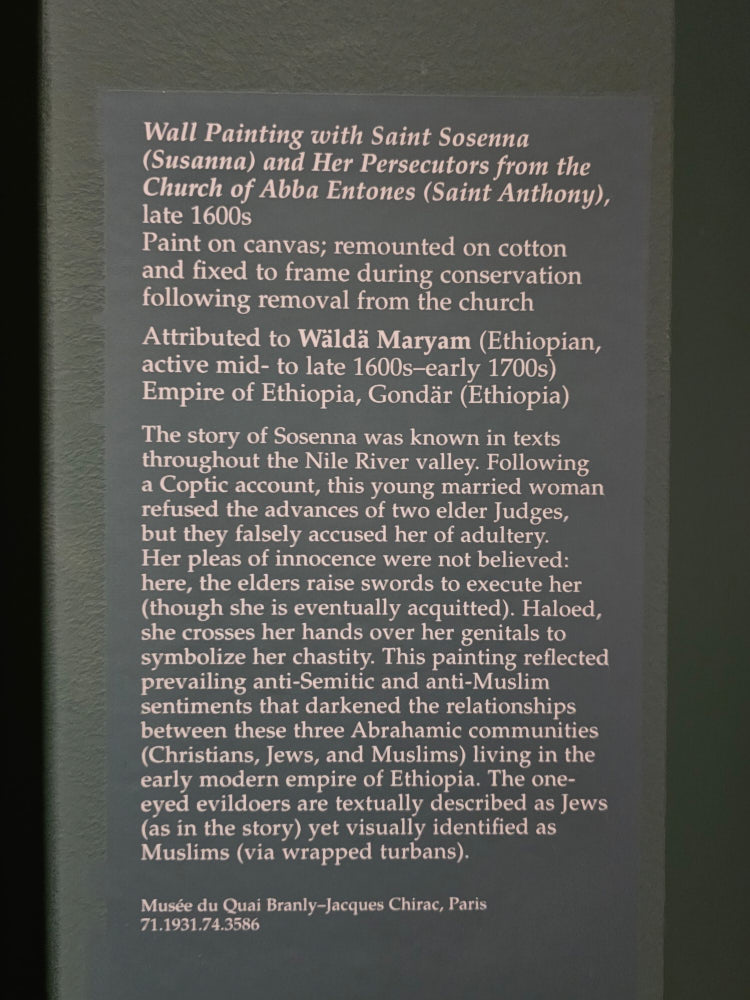 Wall Painting with Saint Sosenna
(Susanna) and Her Persecutors from the
Church of Abba Entones (Saint Anthony),
late 1600s
Paint on canvas; remounted on cotton
and fixed to frame during conservation
following removal from the church
Attributed to Wäldä Maryam (Ethiopian,
active mid- to late 1600s–early 1700s)
Empire of Ethiopia, Gondär (Ethiopia)
The story of Sosenna was known in texts
throughout the Nile River valley. Following
a Coptic account, this young married woman
refused the advances of two elder Judges,
but they falsely accused her of adultery.
Her pleas of innocence were not believed:
here, the elders raise swords to execute her
(though she is eventually acquitted). Haloed,
she crosses her hands over her genitals to
symbolize her chastity. This painting reflected
prevailing anti-Semitic and anti-Muslim
sentiments that darkened the relationships
between these three Abrahamic communities
(Christians, Jews, and Muslims) living in the
early modern empire of Ethiopia. The one-
eyed evildoers are textually described as Jews
(as in the story) yet visually identified as
Muslims (via wrapped turbans).
Musée du Quai Branly–Jacques Chirac, Paris
71.1931.74.3586